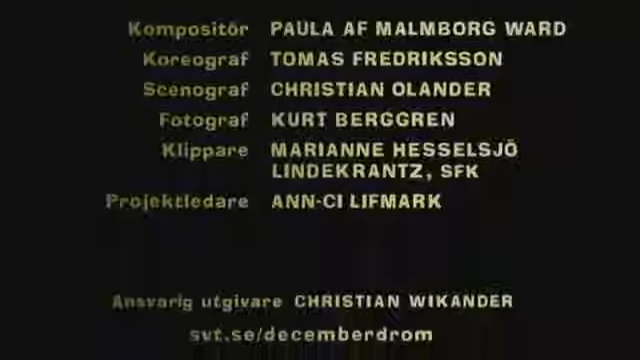 Kompositör PAULA AF MALMBORG WARD
Koreograf TOMAS FREDRIKSSON
Scenograf CHRISTIAN OLANDER
Fotograf KURT BERGGREN
Klippare MARIANNE HESSELSJÖ
LINDEKRANTZ, SFK
Projektledare ANN-CI LIFMARK
Ansvarig utgivare CHRISTIAN WIKANDER
svt.se/decemberdrom